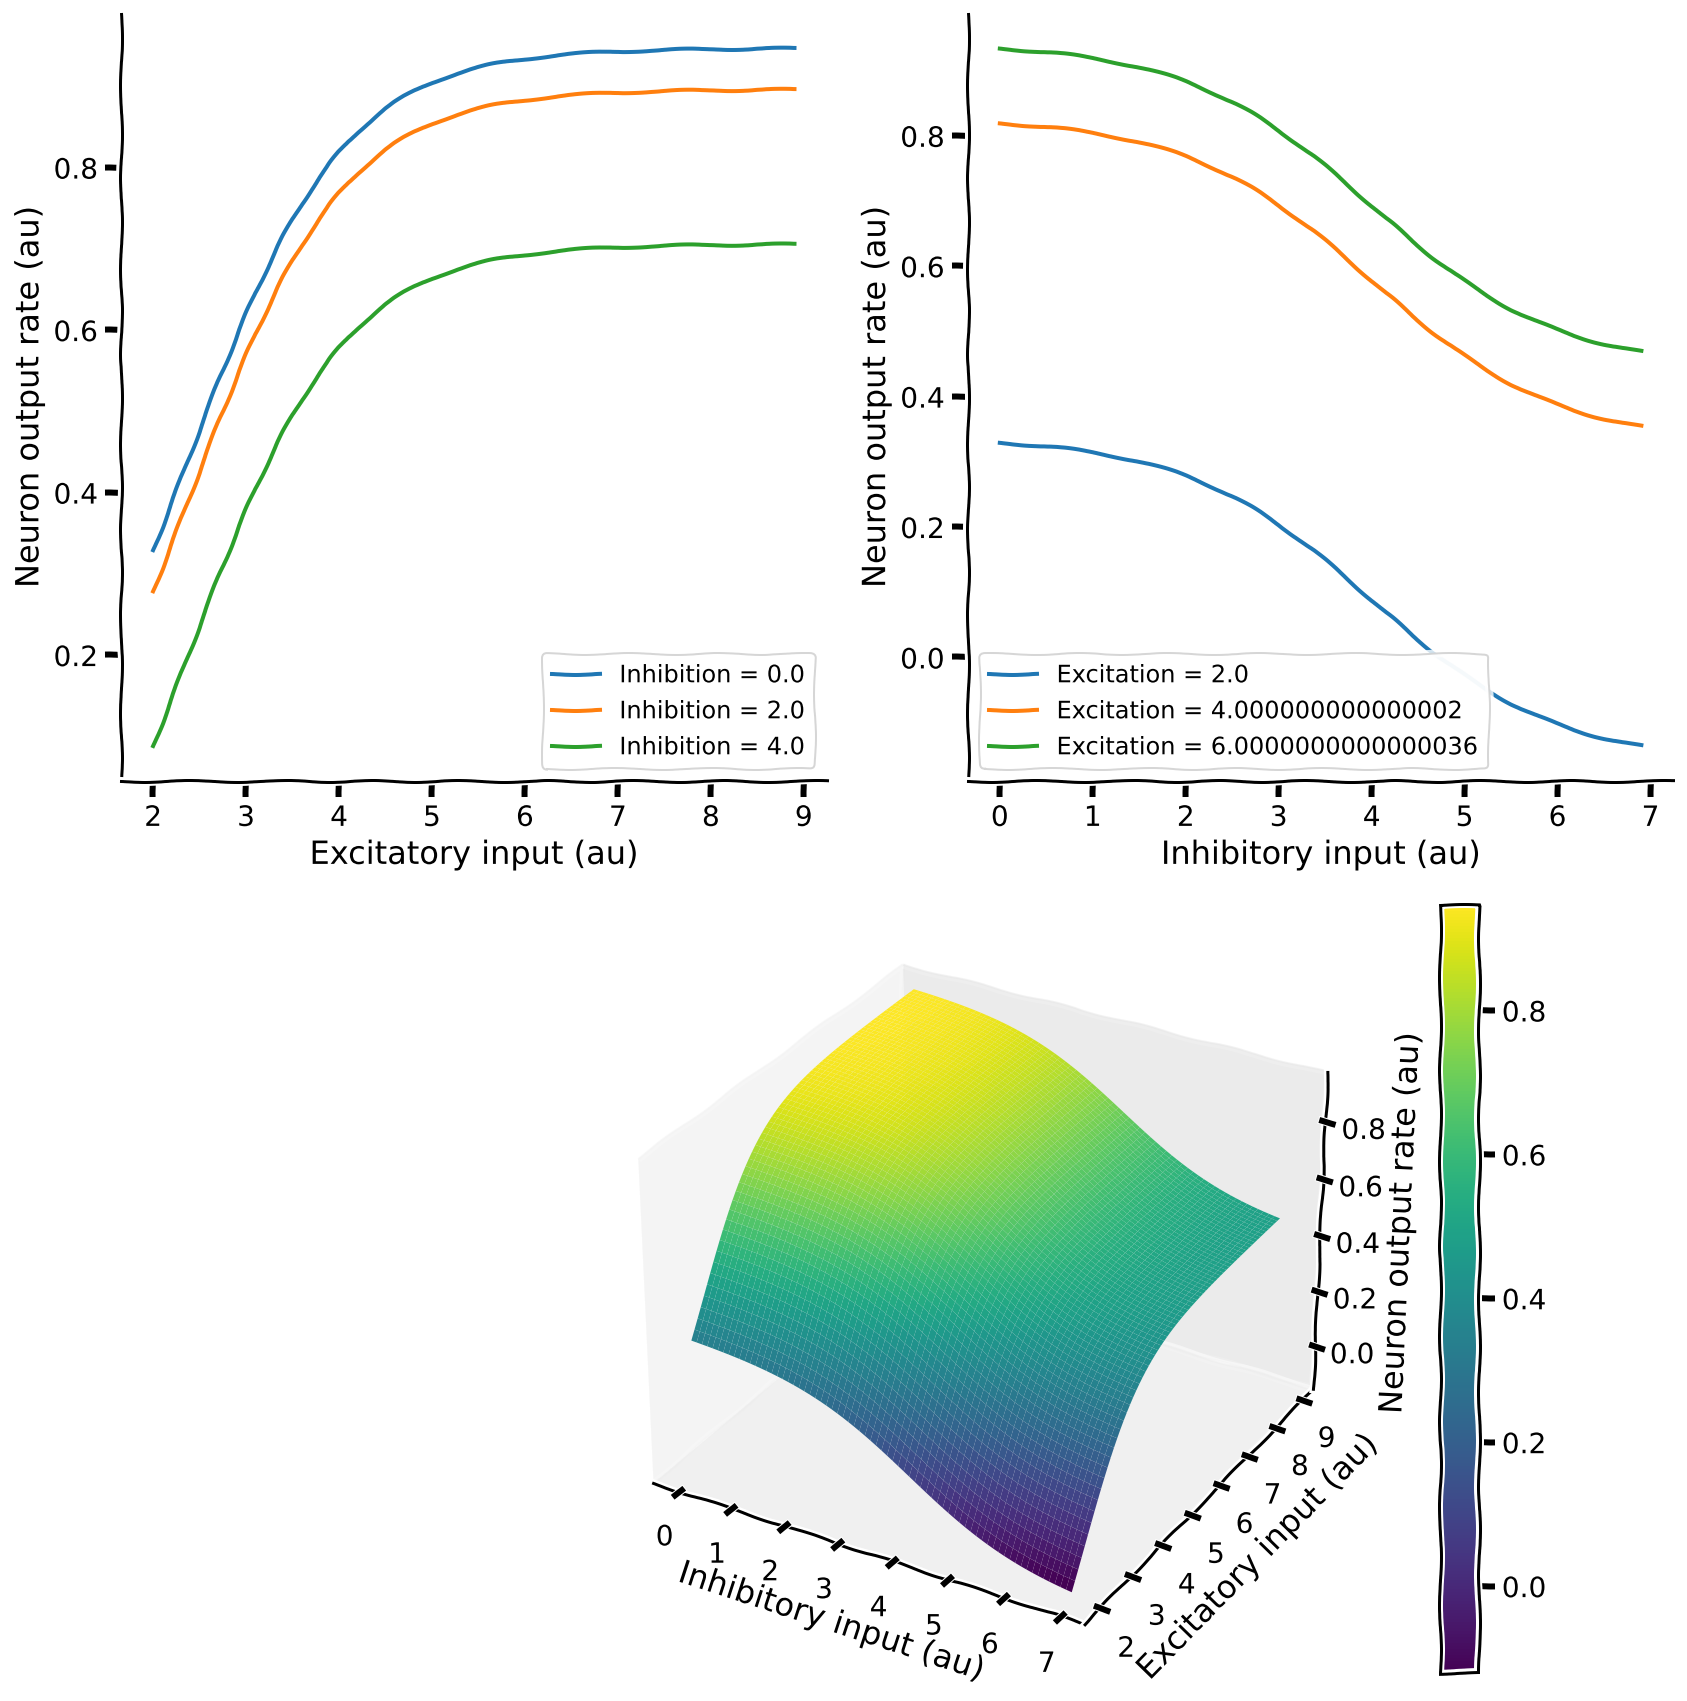 Neuron output rate (au)
0.8
0.6
0.4
0.2
Inhibition = 0.0
Inhibition = 2.0
Inhibition = 4.0
2 3 4 5 6 7 8 9
Excitatory input (au)
Neuron output rate (au)
0.8
0.6
0.4
0.2
0.0
Excitation = 2.0
Excitation = 4.000000000000002
Excitation = 6.0000000000000036
0 1 2 3 4 5 6 7
Inhibitory input (au)
0 1 2 3 4 5 6 7
Inhibitory input (au)
2 3 4 5 6 7 8 9
Excitatory input (au)
0.8
0.6
0.4
0.2
0.0
Neuron output rate (au)
0.8
0.6
0.4
0.2
0.0